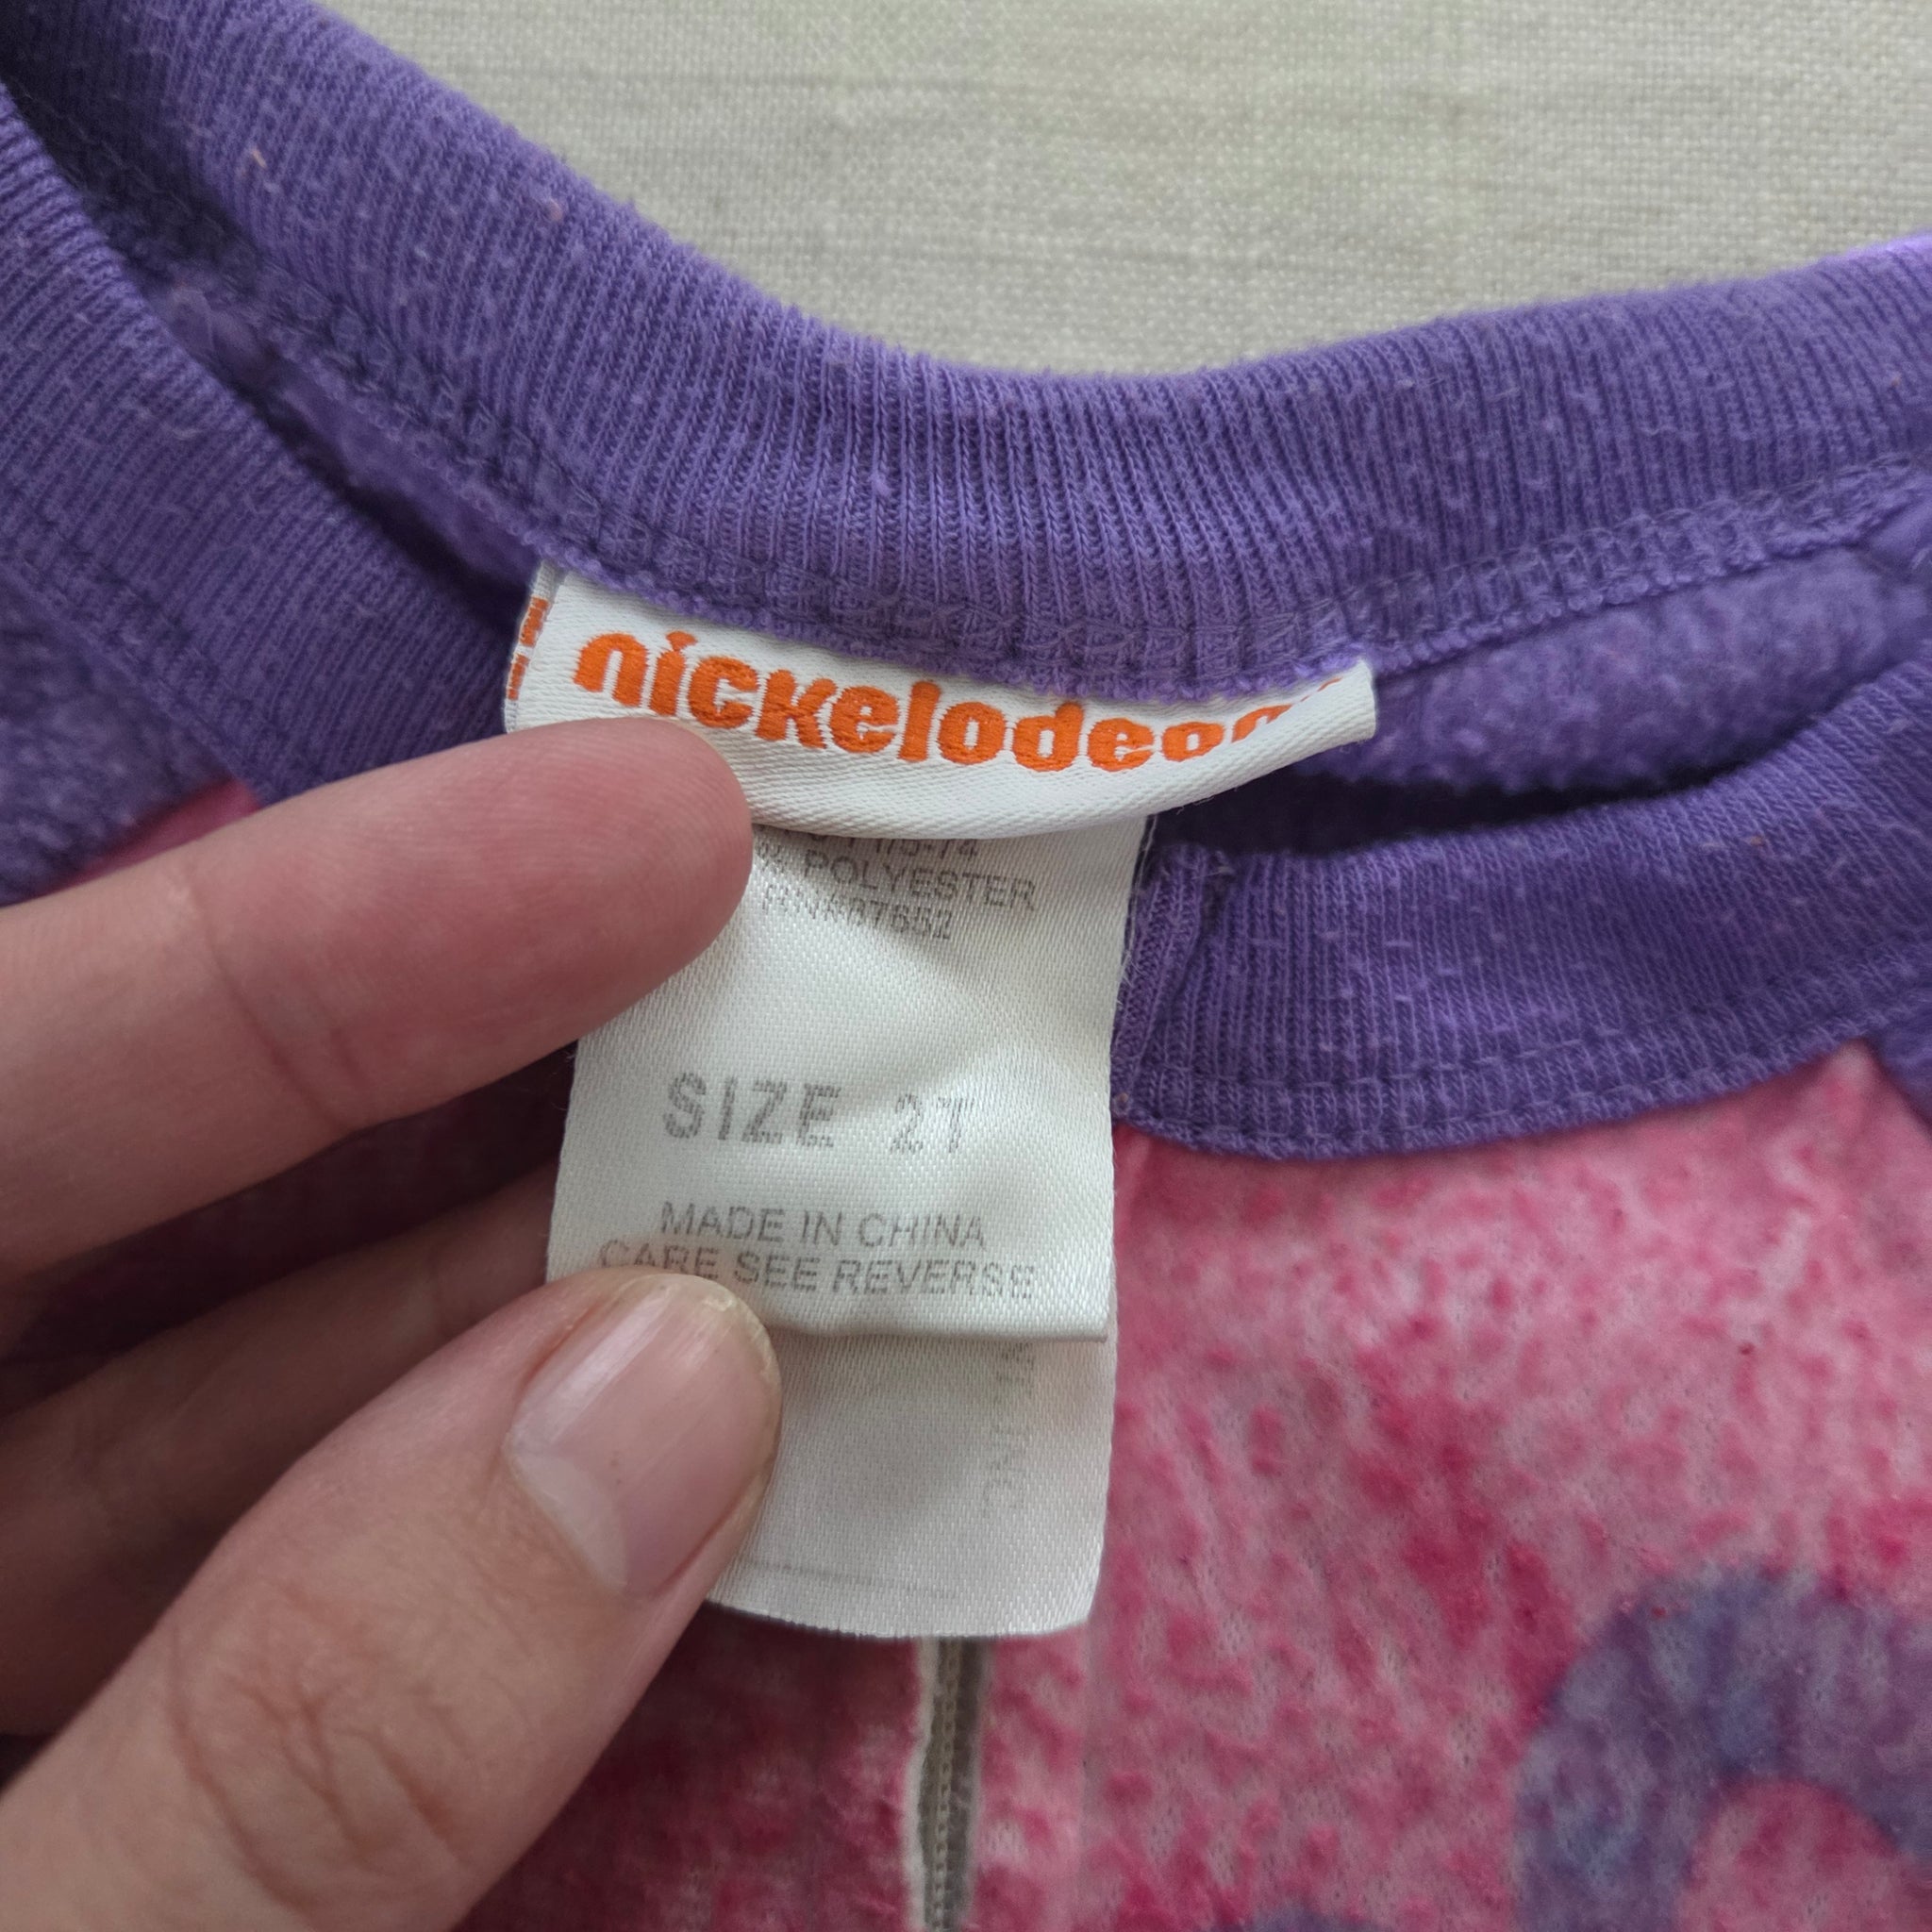 nickelodeon
POLYESTER
SIZE 2T
MADE IN CHINA
CARE SEE REVERSE